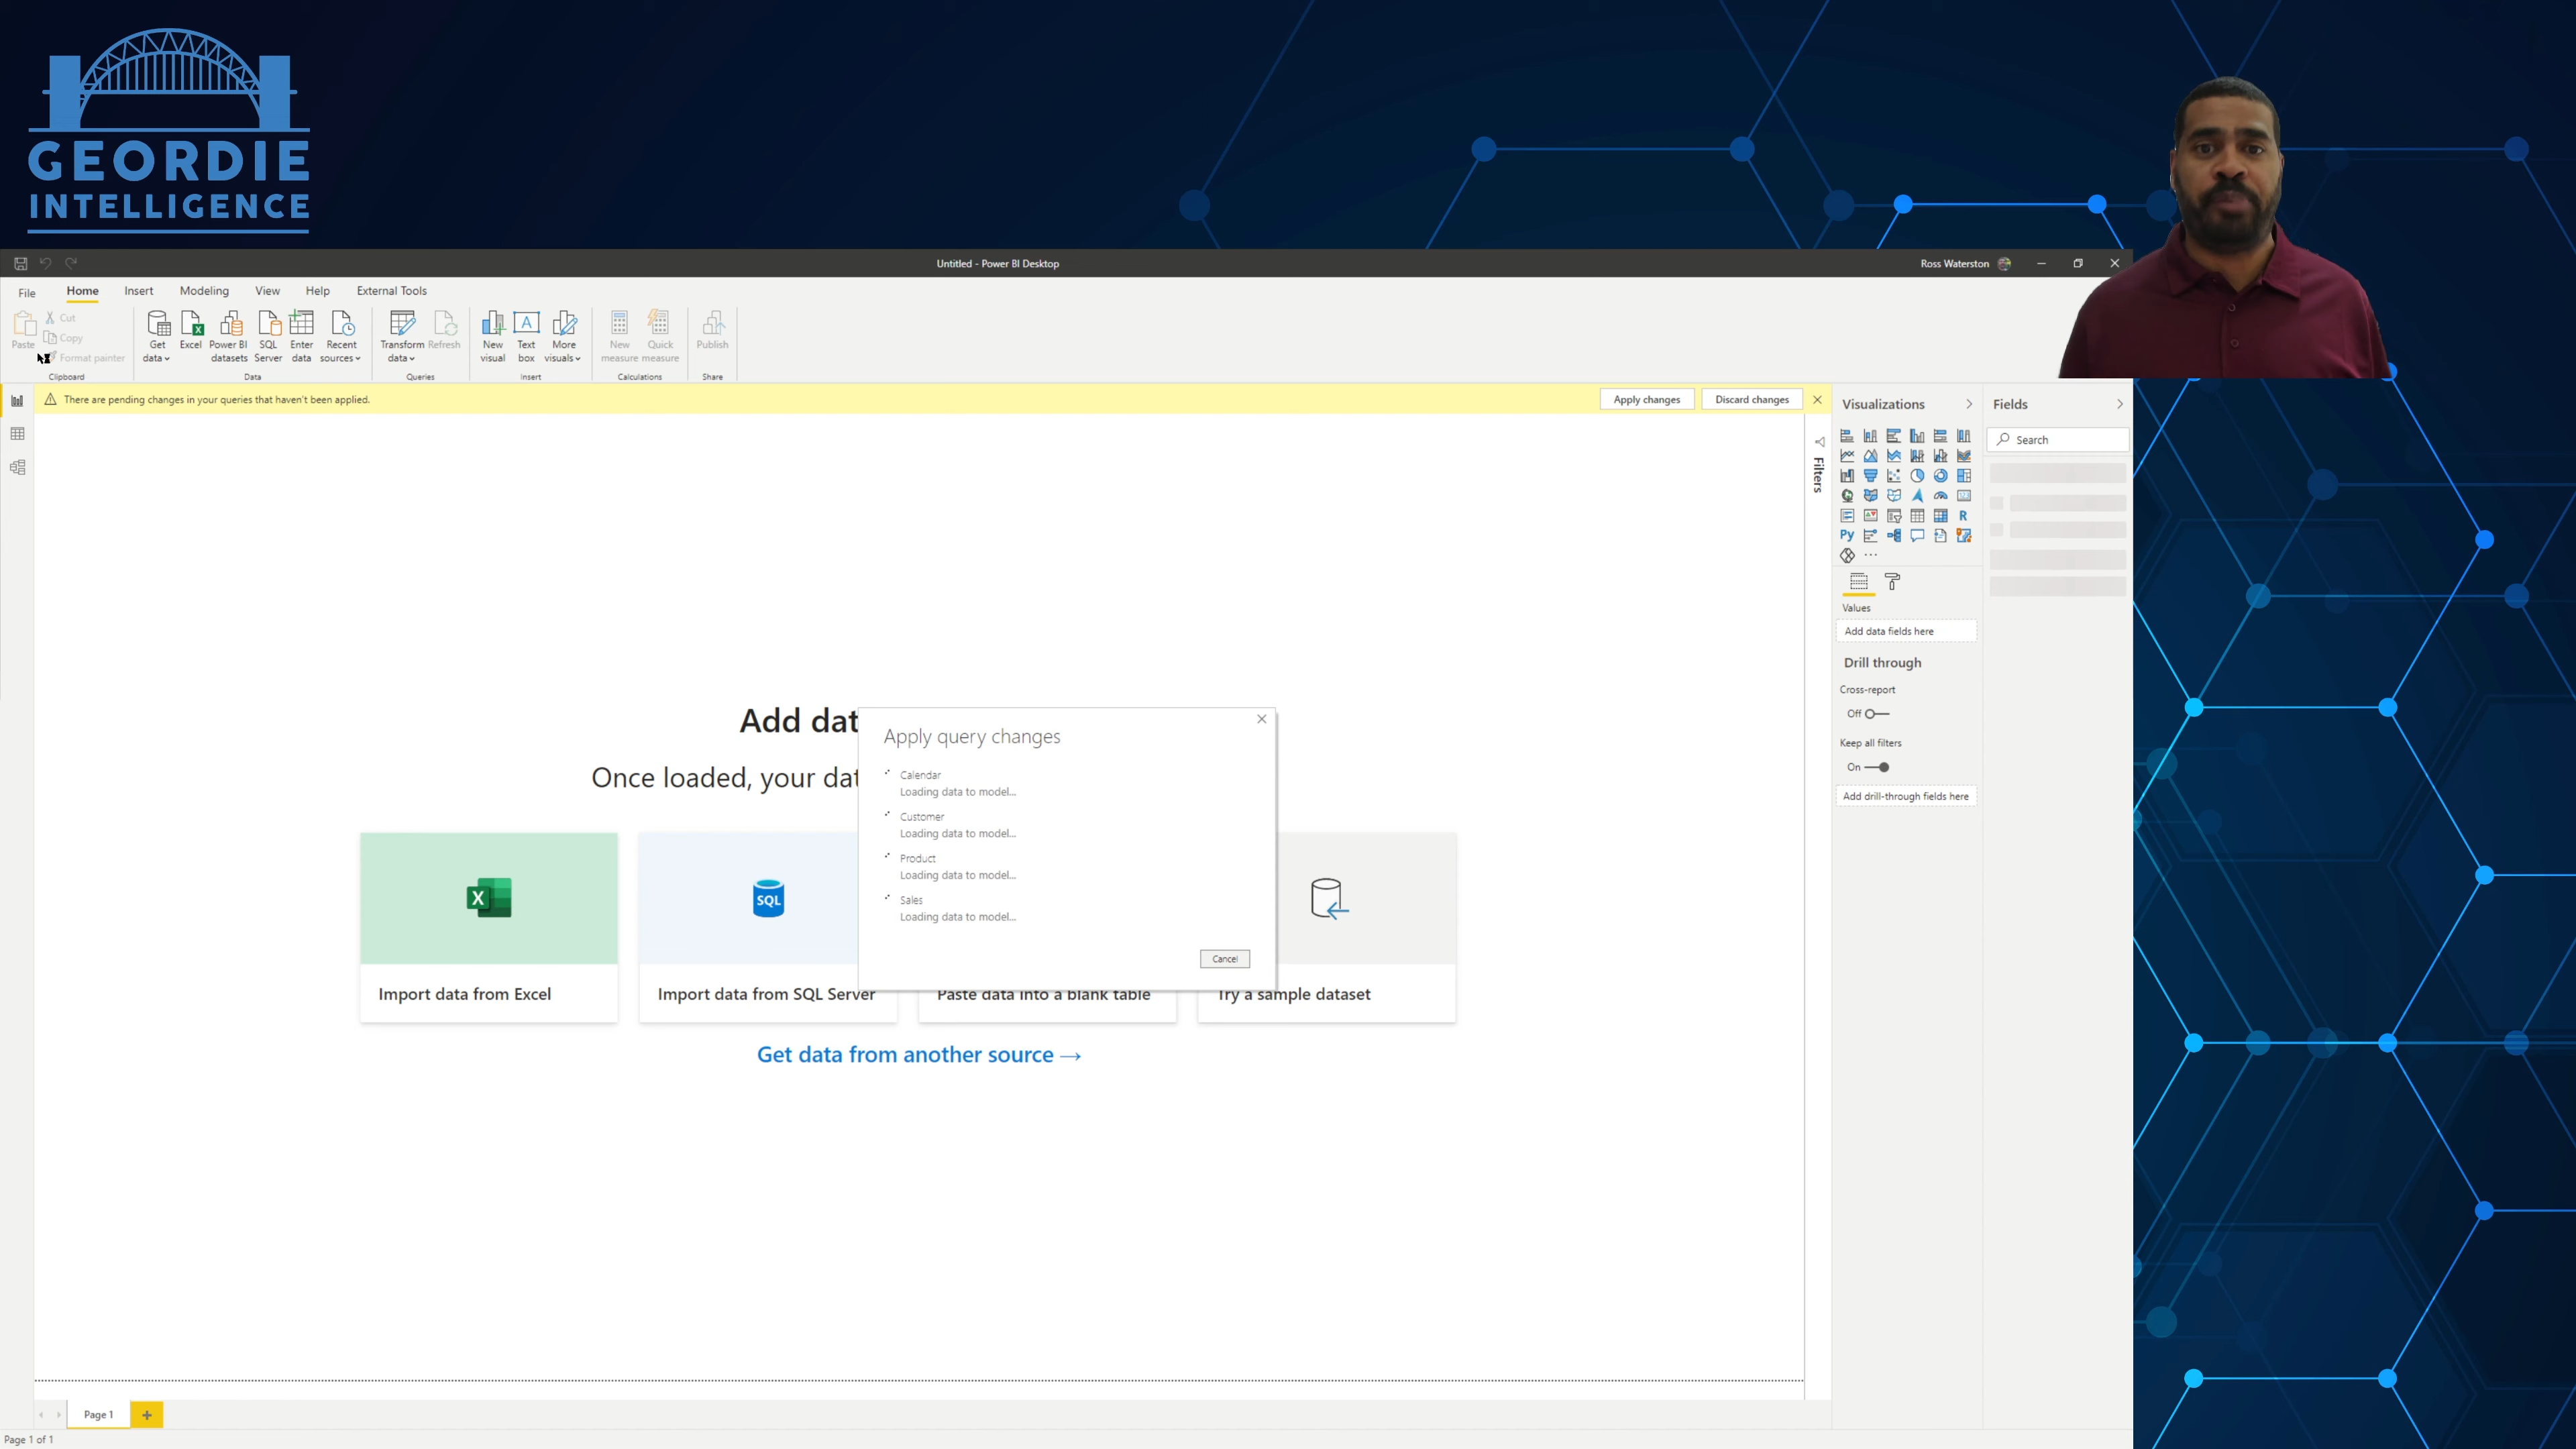 GEORDIE
INTELLIGENCE
Untitled - Power BI Desktop
Ross Waterston
File Home Insert Modeling View Help External Tools
Paste
Cut
Copy
Format painter
Clipboard
Get data
Excel
Power BI datasets
SQL Server
Enter data
Recent sources
Data
Transform data
Refresh
Queries
New visual
Text box
More visuals
Insert
New measure
Quick measure
Calculations
Publish
Share
There are pending changes in your queries that haven't been applied.
Apply changes
Discard changes
Filters
Visualizations
R
Py
Values
Add data fields here
Drill through
Cross-report
Off
Keep all filters
On
Add drill-through fields here
Fields
Search
Add dat
Once loaded, your dat
Apply query changes
Calendar
Loading data to model...
Customer
Loading data to model...
Product
Loading data to model...
Sales
Loading data to model...
Cancel
X
SQL
Import data from Excel
Import data from SQL Server
Paste data into a blank table
Try a sample dataset
Get data from another source →
Page 1
Page 1 of 1